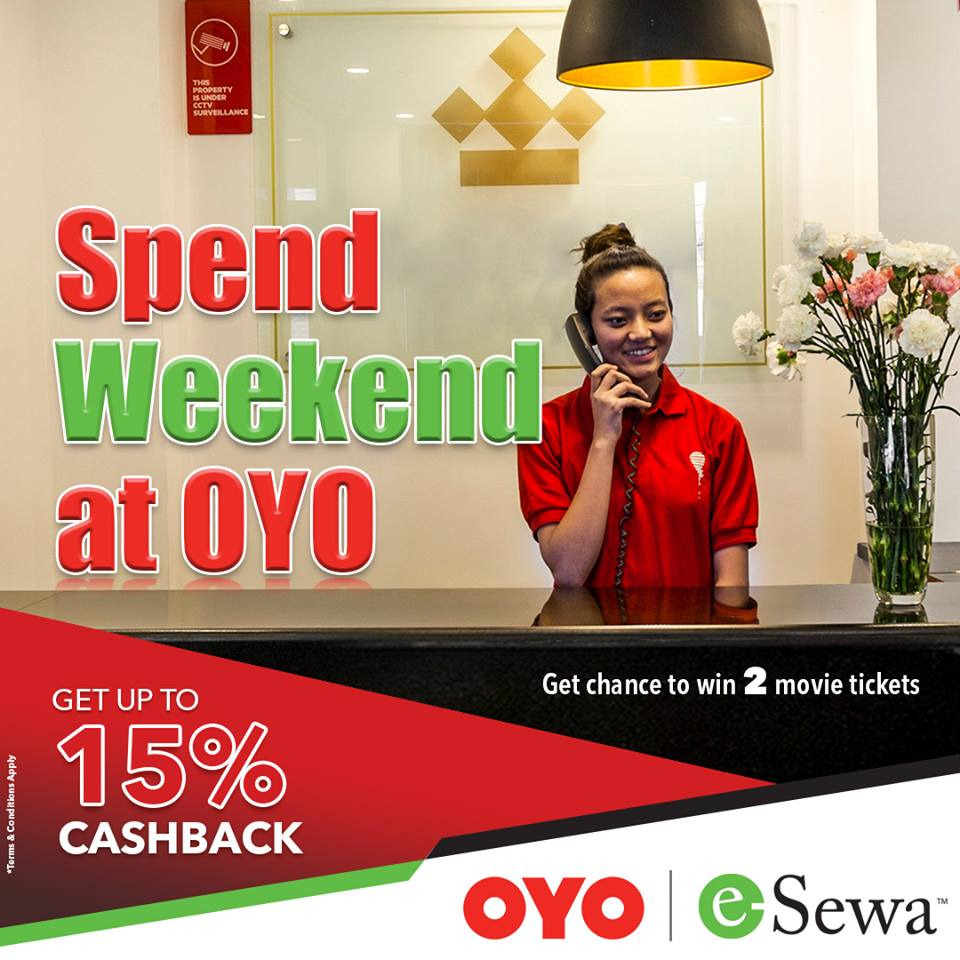 THIS
PROPERTY
IS UNDER
CCTV
SURVEILLANCE
Spend
Weekend
at OYO
Get chance to win 2 movie tickets
GET UP TO
15%
CASHBACK
*Terms & Conditions Apply
OYO
e-Sewa™